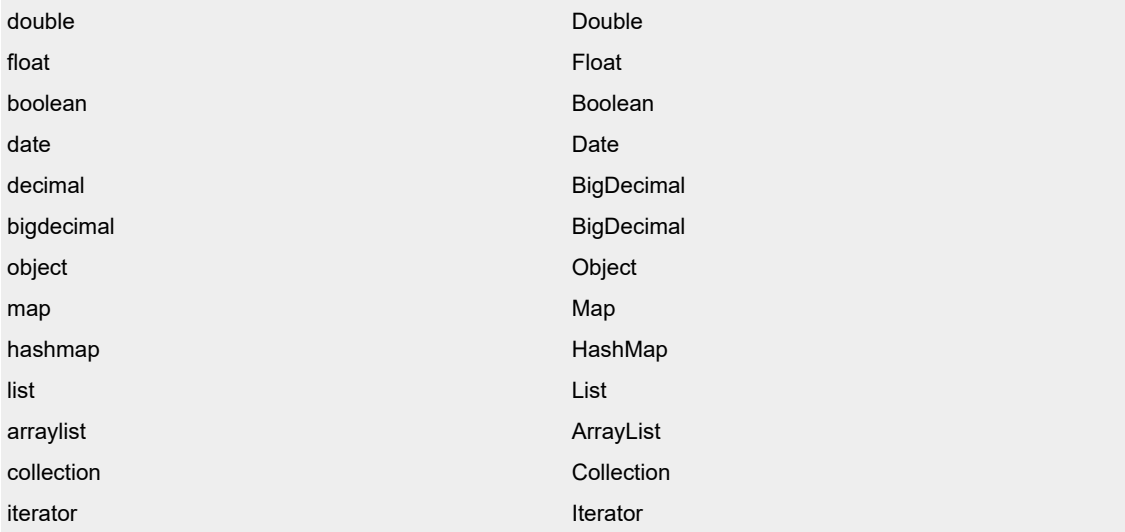 double Double
float Float
boolean Boolean
date Date
decimal BigDecimal
bigdecimal BigDecimal
object Object
map Map
hashmap HashMap
list List
arraylist ArrayList
collection Collection
iterator Iterator